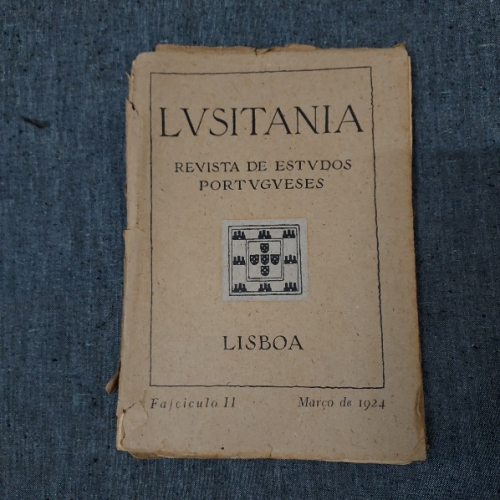 LVSITANIA
REVISTA DE ESTVDOS
PORTVGVESES
LISBOA
Fascículo II Março de 1924